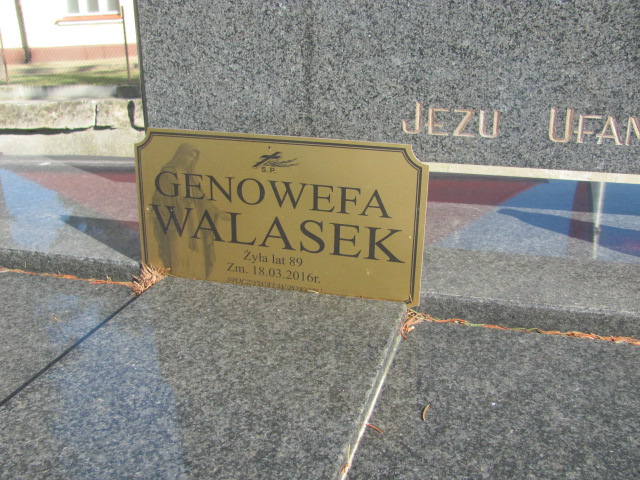 JEZU UFAM
Ś.P.
GENOWEFA
WALASEK
Żyła lat 89
Zm. 18.03.2016r.